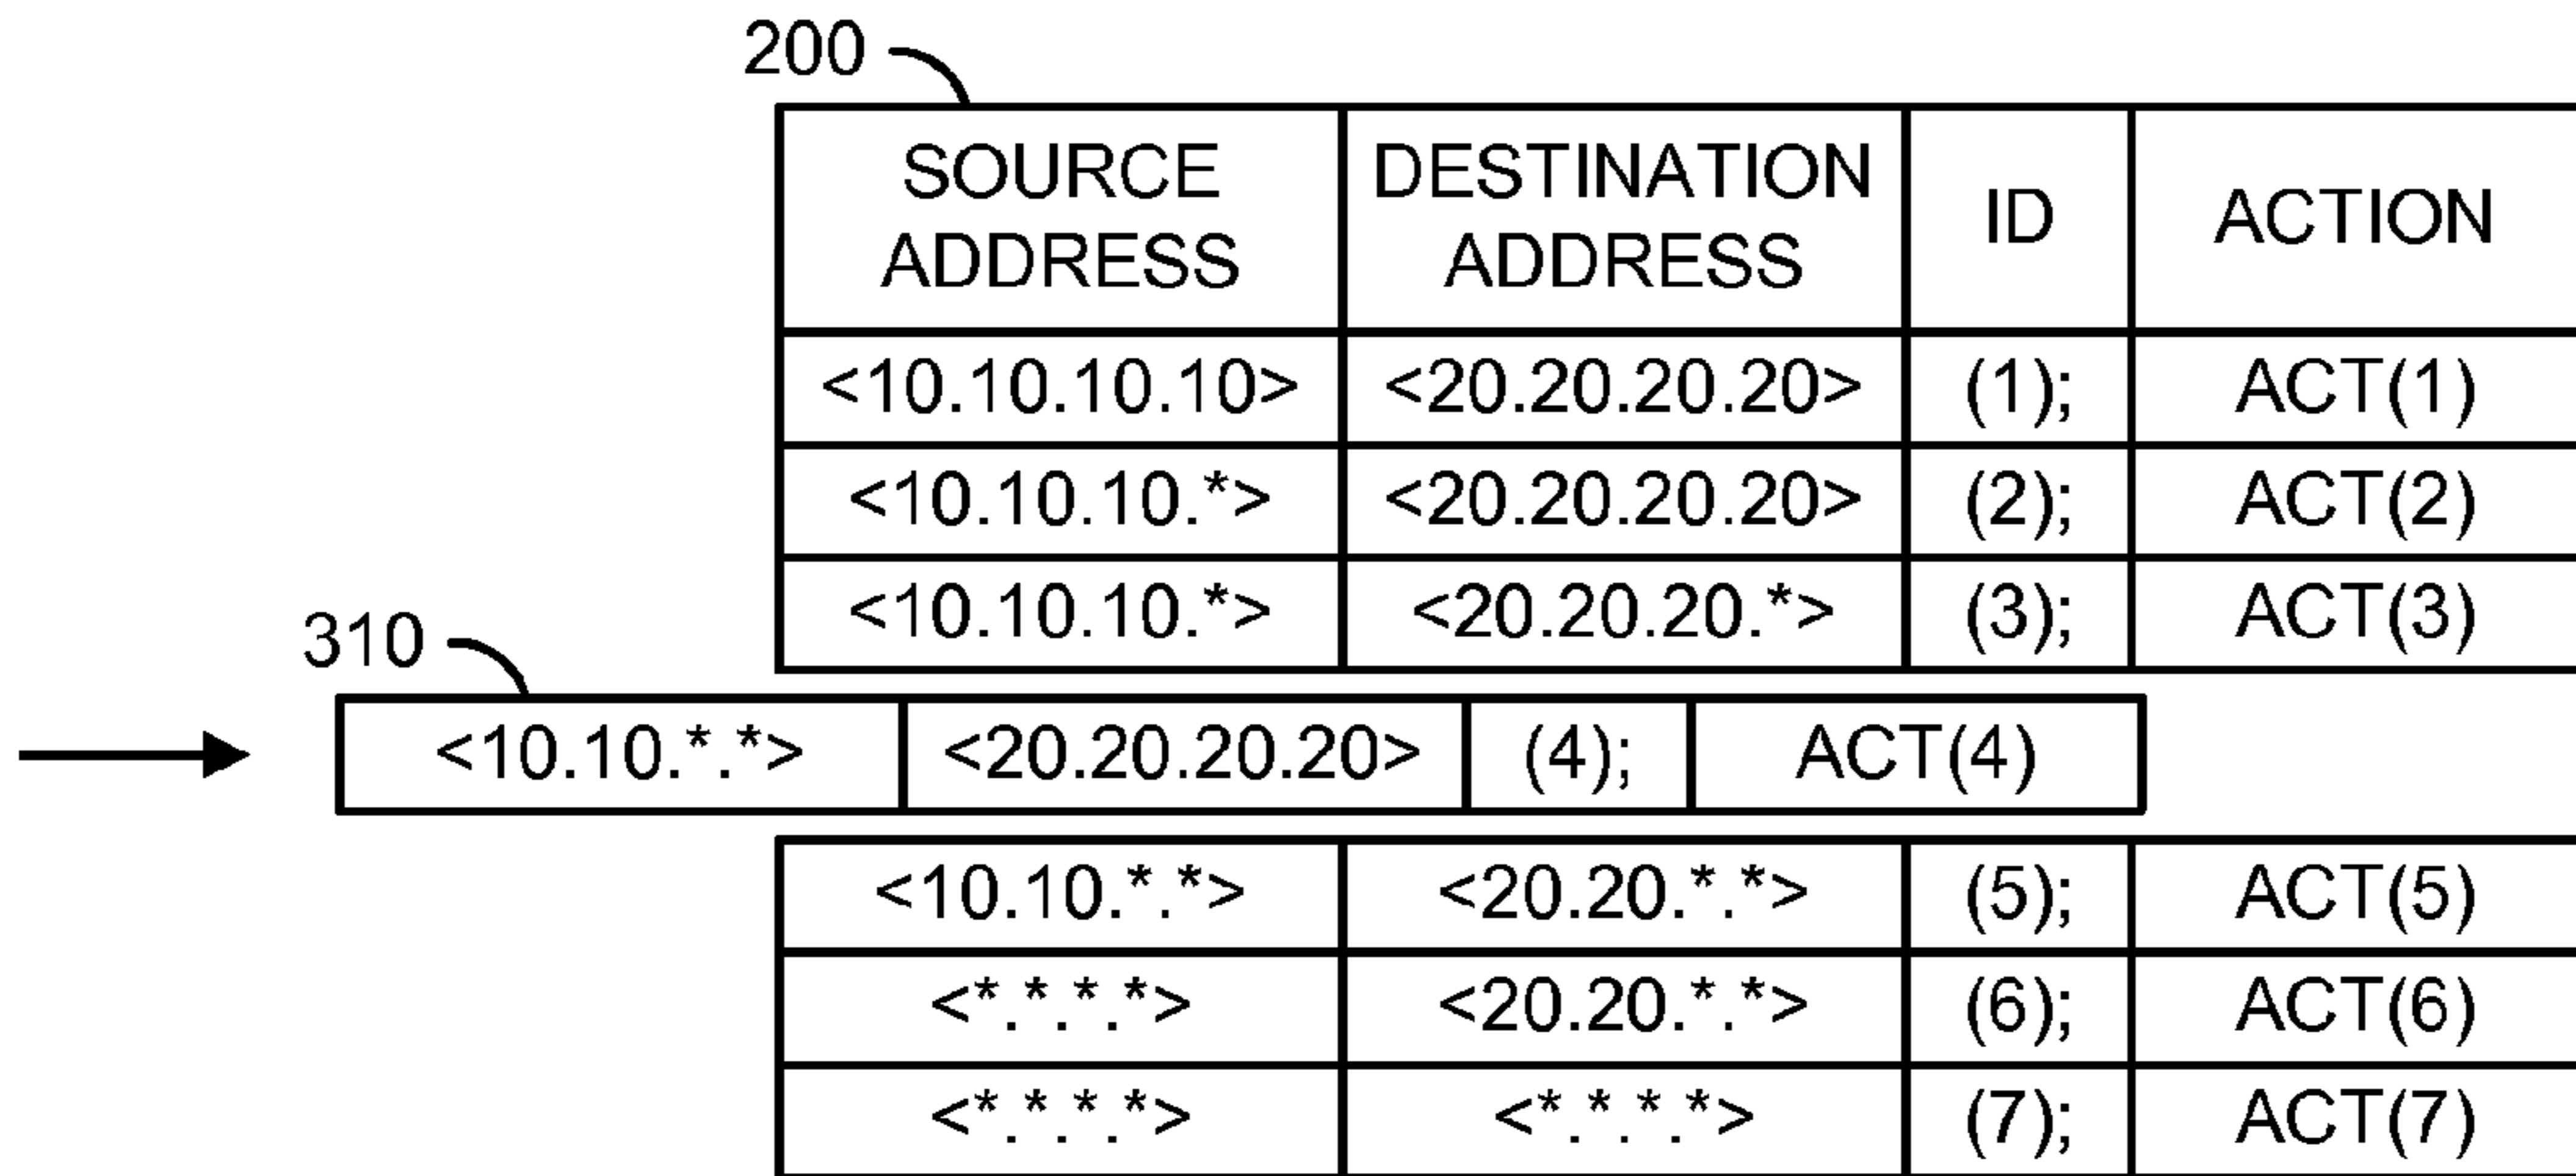 200
SOURCE ADDRESS DESTINATION ADDRESS ID ACTION
<10.10.10.10> <20.20.20.20> (1); ACT(1)
<10.10.10.*> <20.20.20.20> (2); ACT(2)
<10.10.10.*> <20.20.20.*> (3); ACT(3)
310
<10.10.*.*> <20.20.20.20> (4); ACT(4)
<10.10.*.*> <20.20.*.*> (5); ACT(5)
<*.*.*.*> <20.20.*.*> (6); ACT(6)
<*.*.*.*> <*.*.*.*> (7); ACT(7)